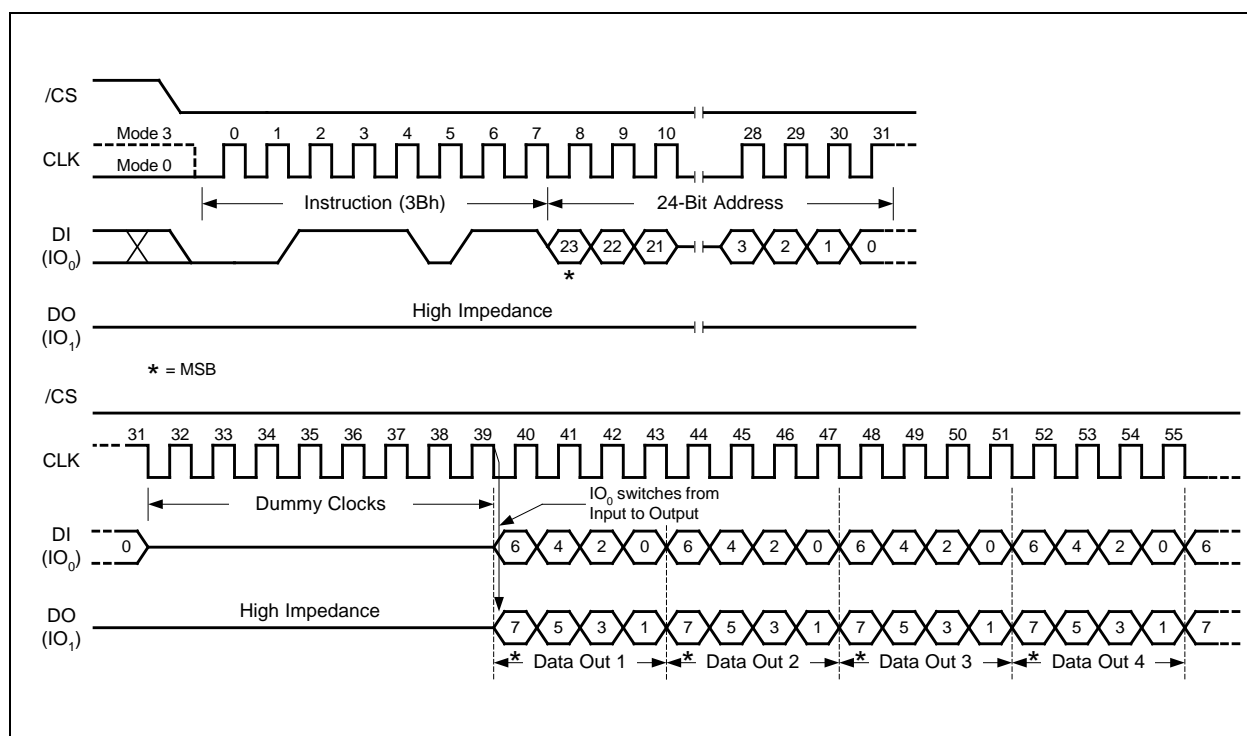 /CS
Mode 3 0 1 2 3 4 5 6 7 8 9 10 28 29 30 31
CLK
Mode 0
Instruction (3Bh) 24-Bit Address
DI
(IO0) 23 22 21 3 2 1 0
*
High Impedance
DO
(IO1)
* = MSB
/CS
31 32 33 34 35 36 37 38 39 40 41 42 43 44 45 46 47 48 49 50 51 52 53 54 55
CLK
Dummy Clocks
IO0 switches from
Input to Output
DI
(IO0) 0 6 4 2 0 6 4 2 0 6 4 2 0 6 4 2 0 6
High Impedance
DO
(IO1) 7 5 3 1 7 5 3 1 7 5 3 1 7 5 3 1 7
* Data Out 1 * Data Out 2 * Data Out 3 * Data Out 4